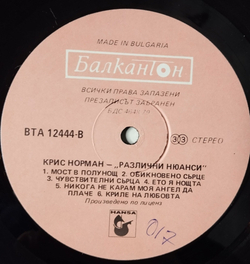 MADE IN BULGARIA
Балкантон
ВСИЧКИ ПРАВА ЗАПАЗЕНИ
ПРЕЗАПИСЪТ ЗАБРАНЕН
БДС
ВТА 12444-В
33 СТЕРЕО
КРИС НОРМАН – „РАЗЛИЧНИ НЮАНСИ"
1. МОСТ В ПОЛУНОЩ 2. ОБИКНОВЕНО СЪРЦЕ
3. ЧУВСТВИТЕЛНИ СЪРЦА 4. ЕТО Я НОЩТА
5. НИКОГА НЕ КАРАМ МОЯ АНГЕЛ ДА
ПЛАЧЕ 6. КРИЛЕ НА ЛЮБОВТА
Произведено по лиценз
HANSA